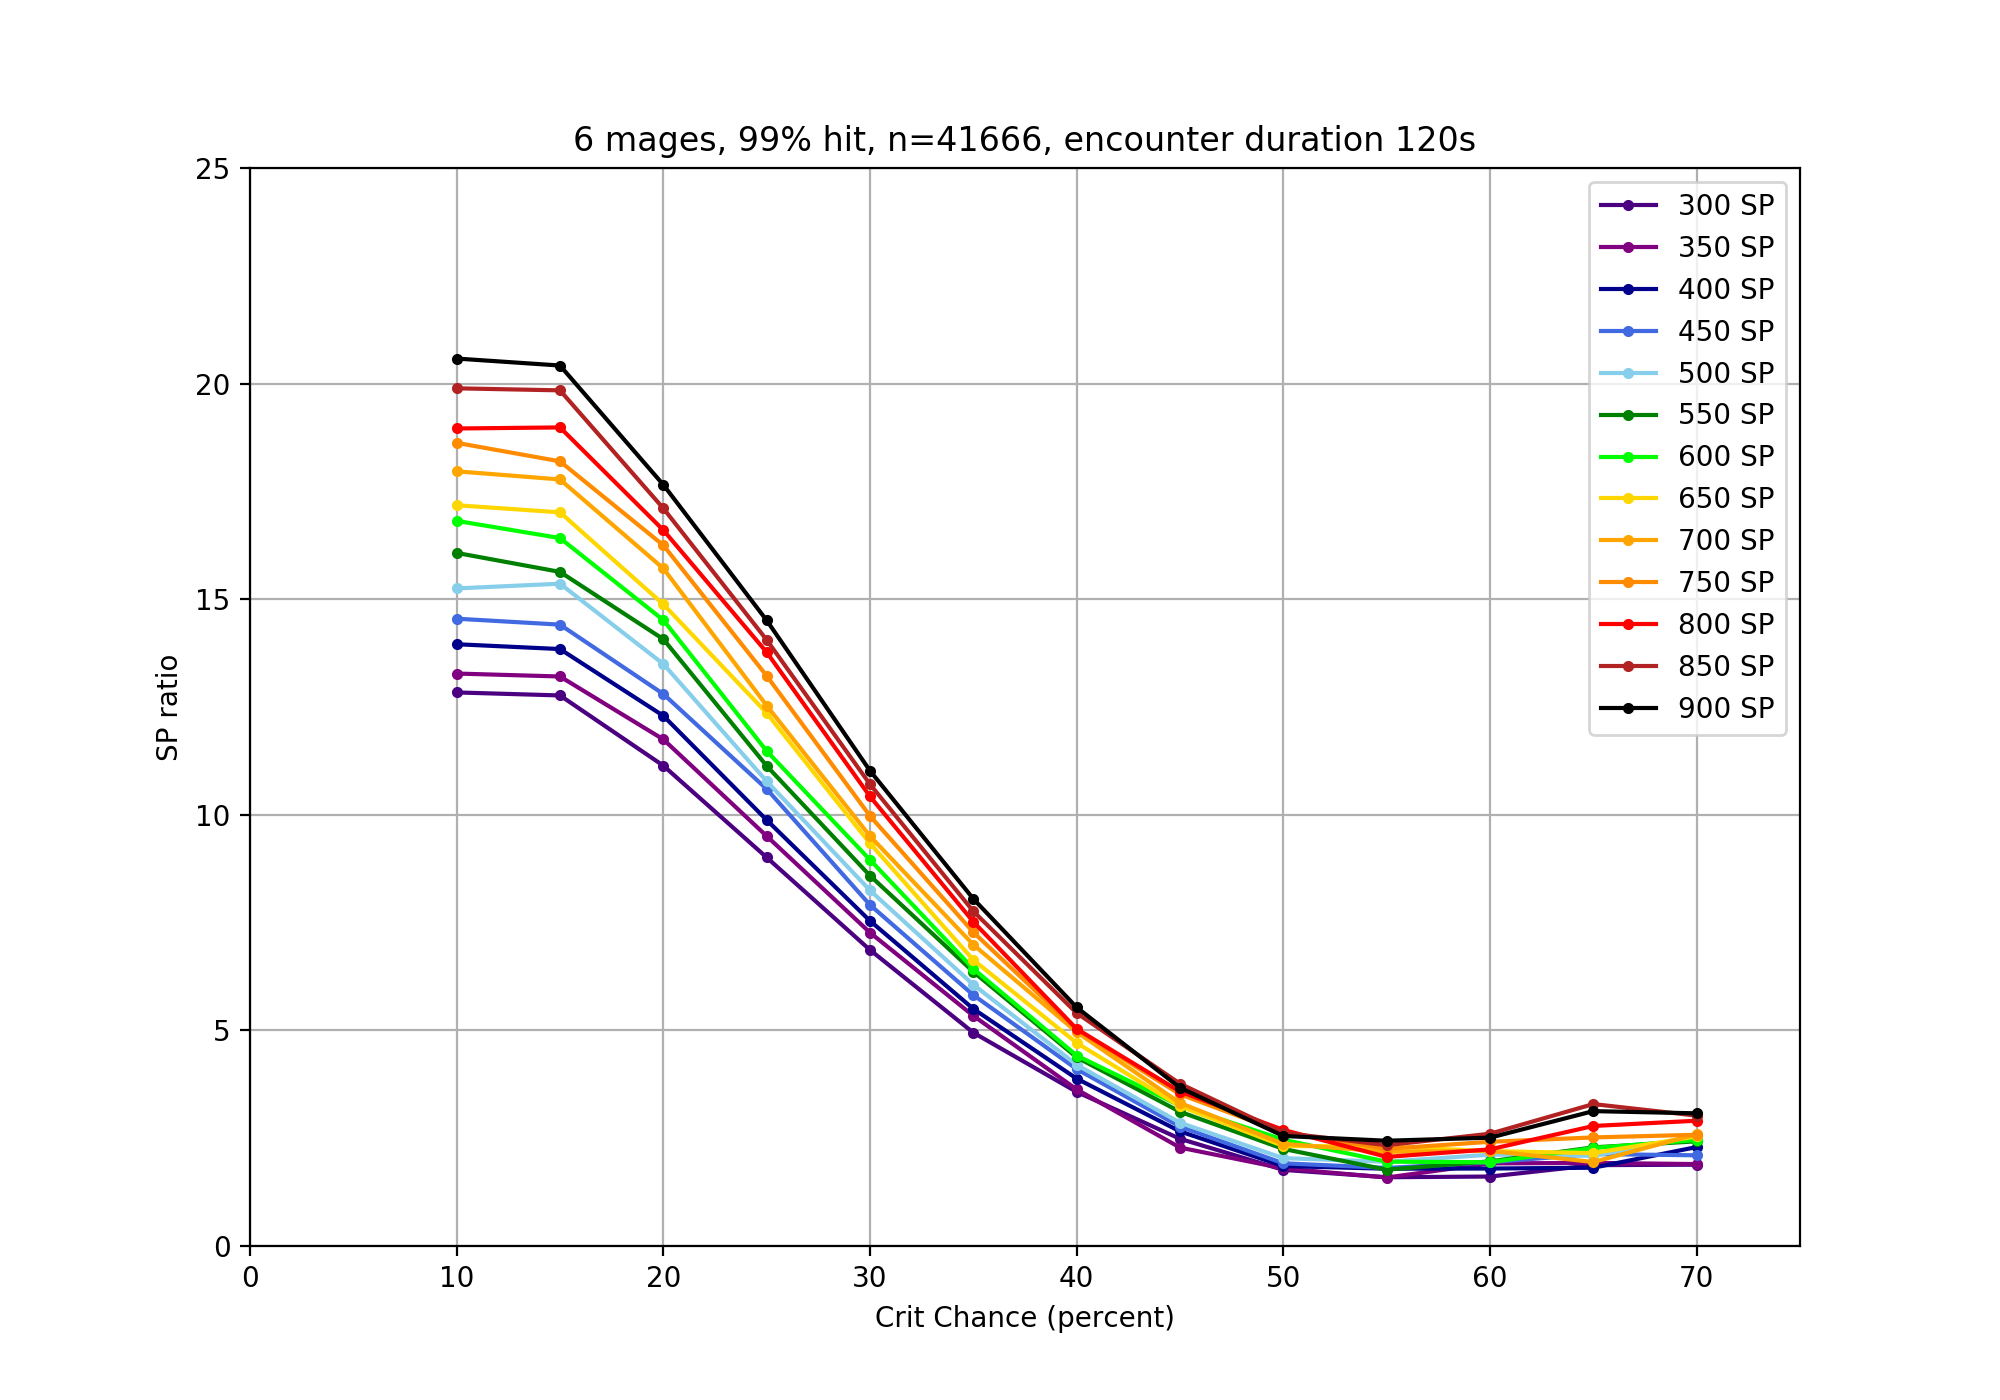 6 mages, 99% hit, n=41666, encounter duration 120s
25
20
15
10
5
0
SP ratio
0 10 20 30 40 50 60 70
Crit Chance (percent)
300 SP
350 SP
400 SP
450 SP
500 SP
550 SP
600 SP
650 SP
700 SP
750 SP
800 SP
850 SP
900 SP